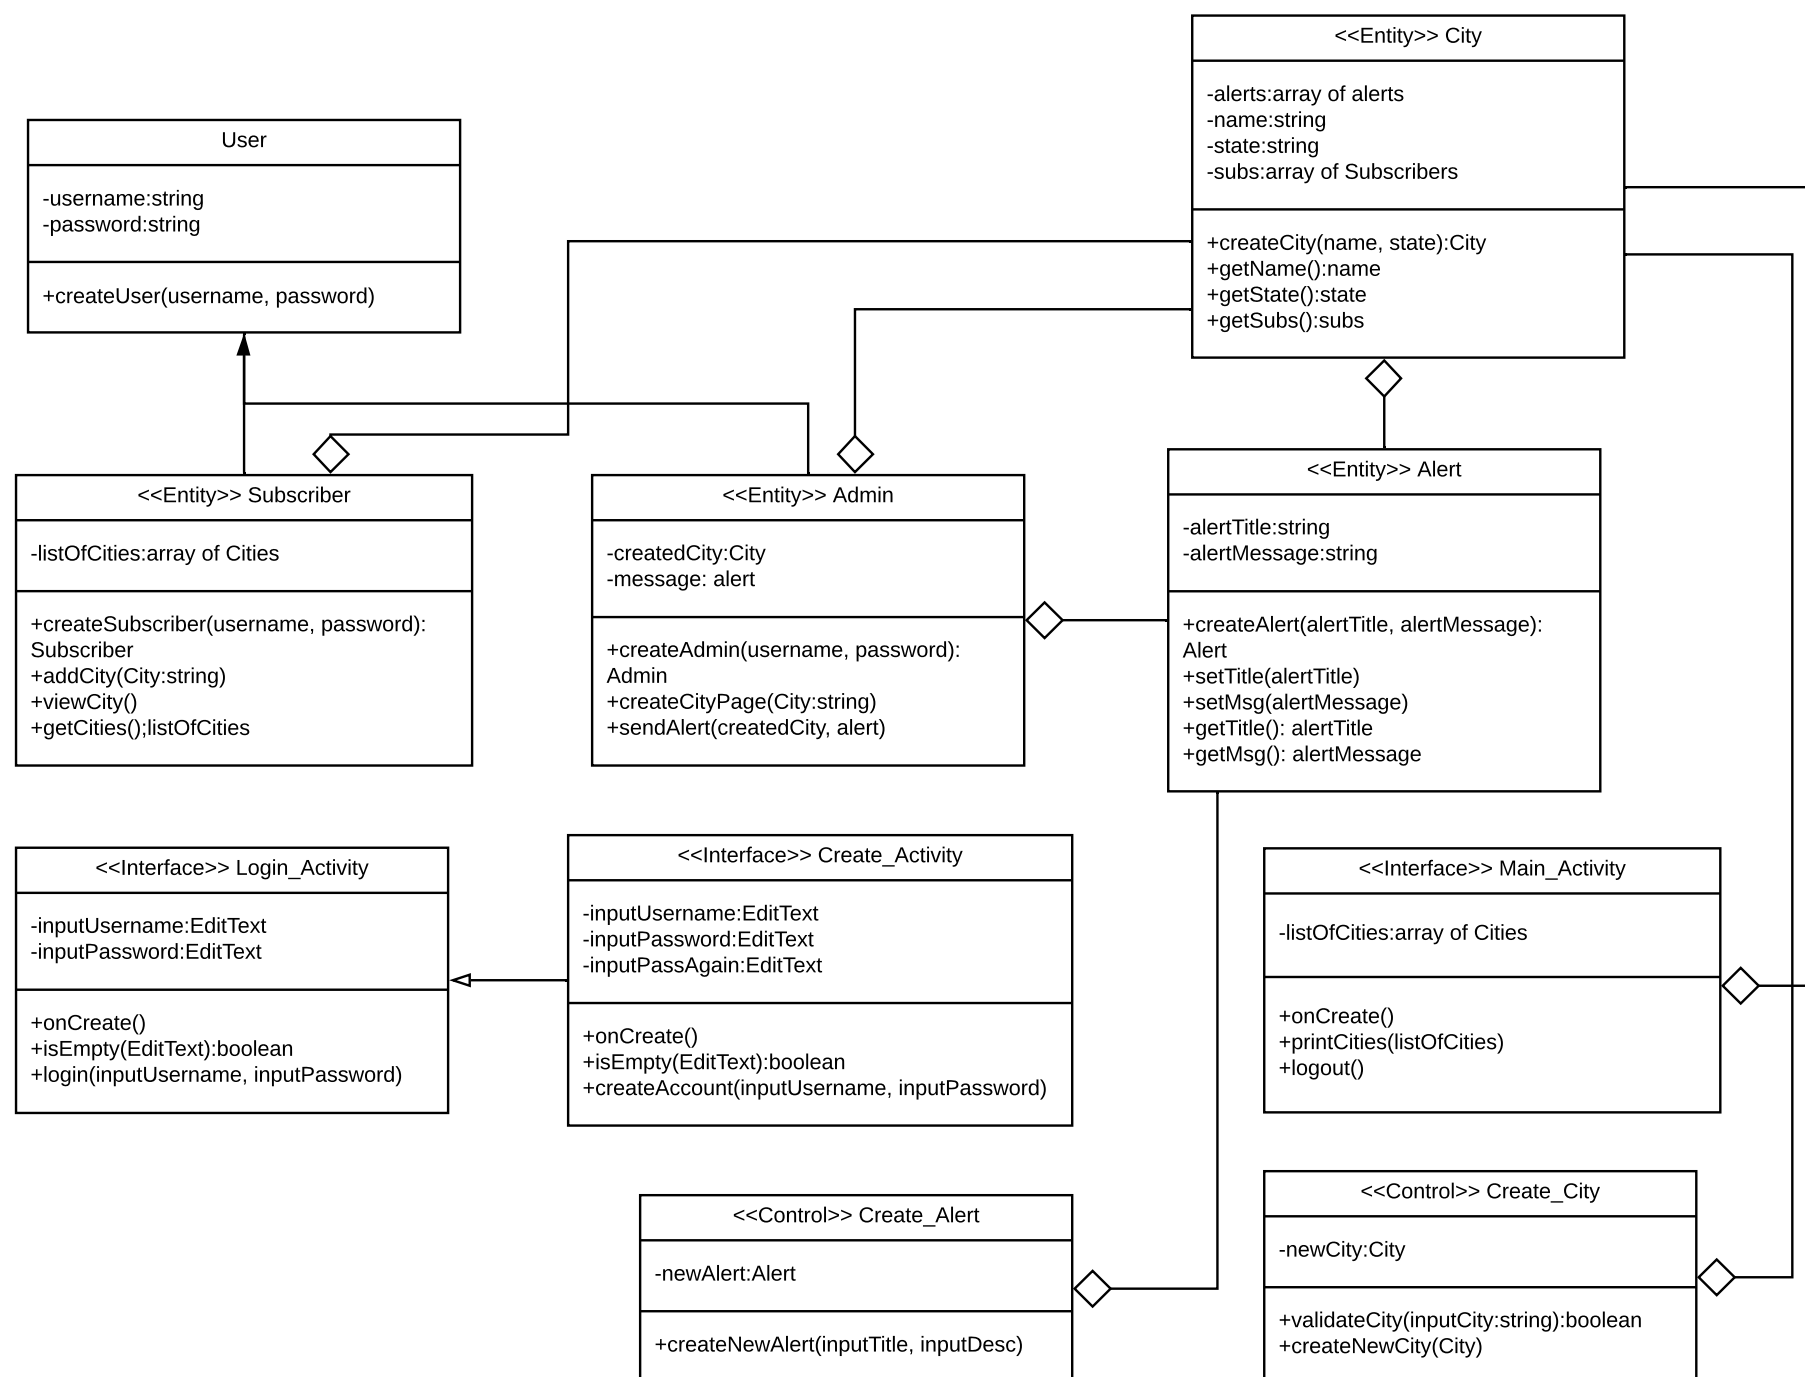 <<Entity>> City
-alerts:array of alerts
-name:string
-state:string
-subs:array of Subscribers
+createCity(name, state):City
+getName():name
+getState():state
+getSubs():subs
User
-username:string
-password:string
+createUser(username, password)
<<Entity>> Subscriber
-listOfCities:array of Cities
+createSubscriber(username, password):
Subscriber
+addCity(City:string)
+viewCity()
+getCities();listOfCities
<<Entity>> Admin
-createdCity:City
-message: alert
+createAdmin(username, password):
Admin
+createCityPage(City:string)
+sendAlert(createdCity, alert)
<<Entity>> Alert
-alertTitle:string
-alertMessage:string
+createAlert(alertTitle, alertMessage):
Alert
+setTitle(alertTitle)
+setMsg(alertMessage)
+getTitle(): alertTitle
+getMsg(): alertMessage
<<Interface>> Login_Activity
-inputUsername:EditText
-inputPassword:EditText
+onCreate()
+isEmpty(EditText):boolean
+login(inputUsername, inputPassword)
<<Interface>> Create_Activity
-inputUsername:EditText
-inputPassword:EditText
-inputPassAgain:EditText
+onCreate()
+isEmpty(EditText):boolean
+createAccount(inputUsername, inputPassword)
<<Interface>> Main_Activity
-listOfCities:array of Cities
+onCreate()
+printCities(listOfCities)
+logout()
<<Control>> Create_Alert
-newAlert:Alert
+createNewAlert(inputTitle, inputDesc)
<<Control>> Create_City
-newCity:City
+validateCity(inputCity:string):boolean
+createNewCity(City)